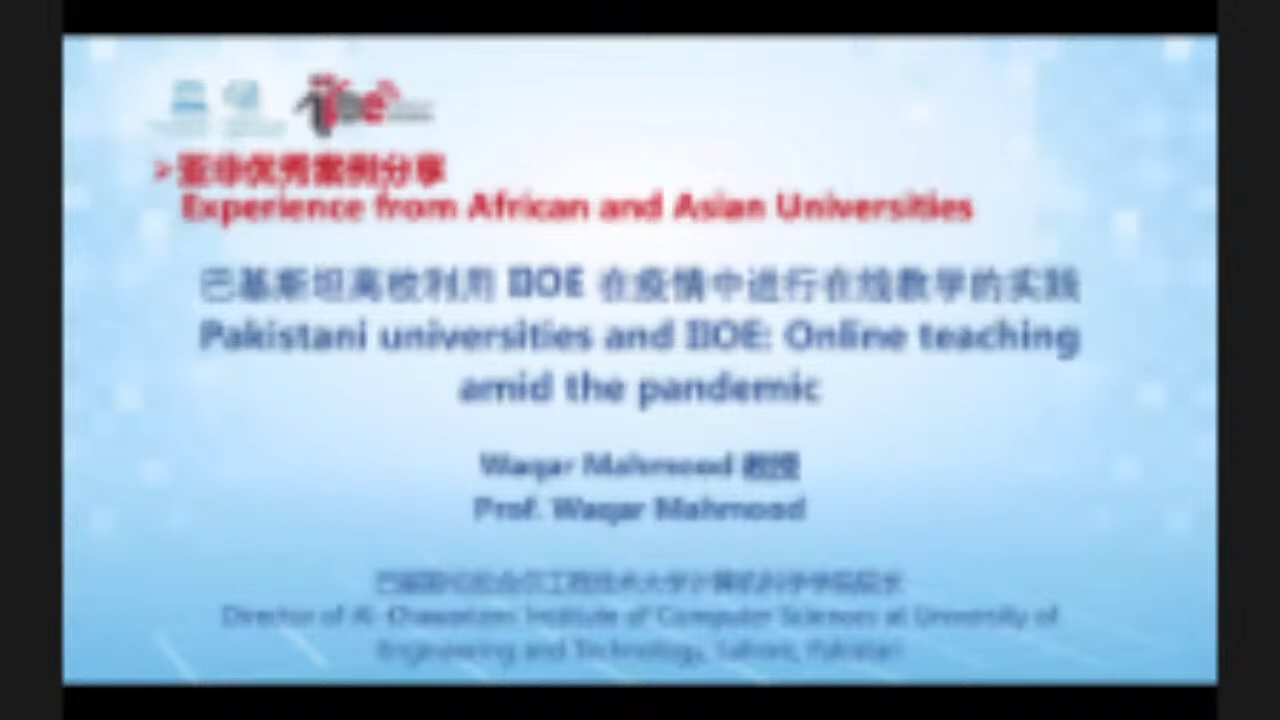 ➢ 亚非优秀案例分享
Experience from African and Asian Universities
巴基斯坦高校利用 IIOE 在疫情中进行在线教学的实践
Pakistani universities and IIOE: Online teaching
amid the pandemic
Waqar Mahmood 教授
Prof. Waqar Mahmood
Director of Al-Khawarizmi Institute of Computer Sciences at University of
Engineering and Technology, Lahore, Pakistan